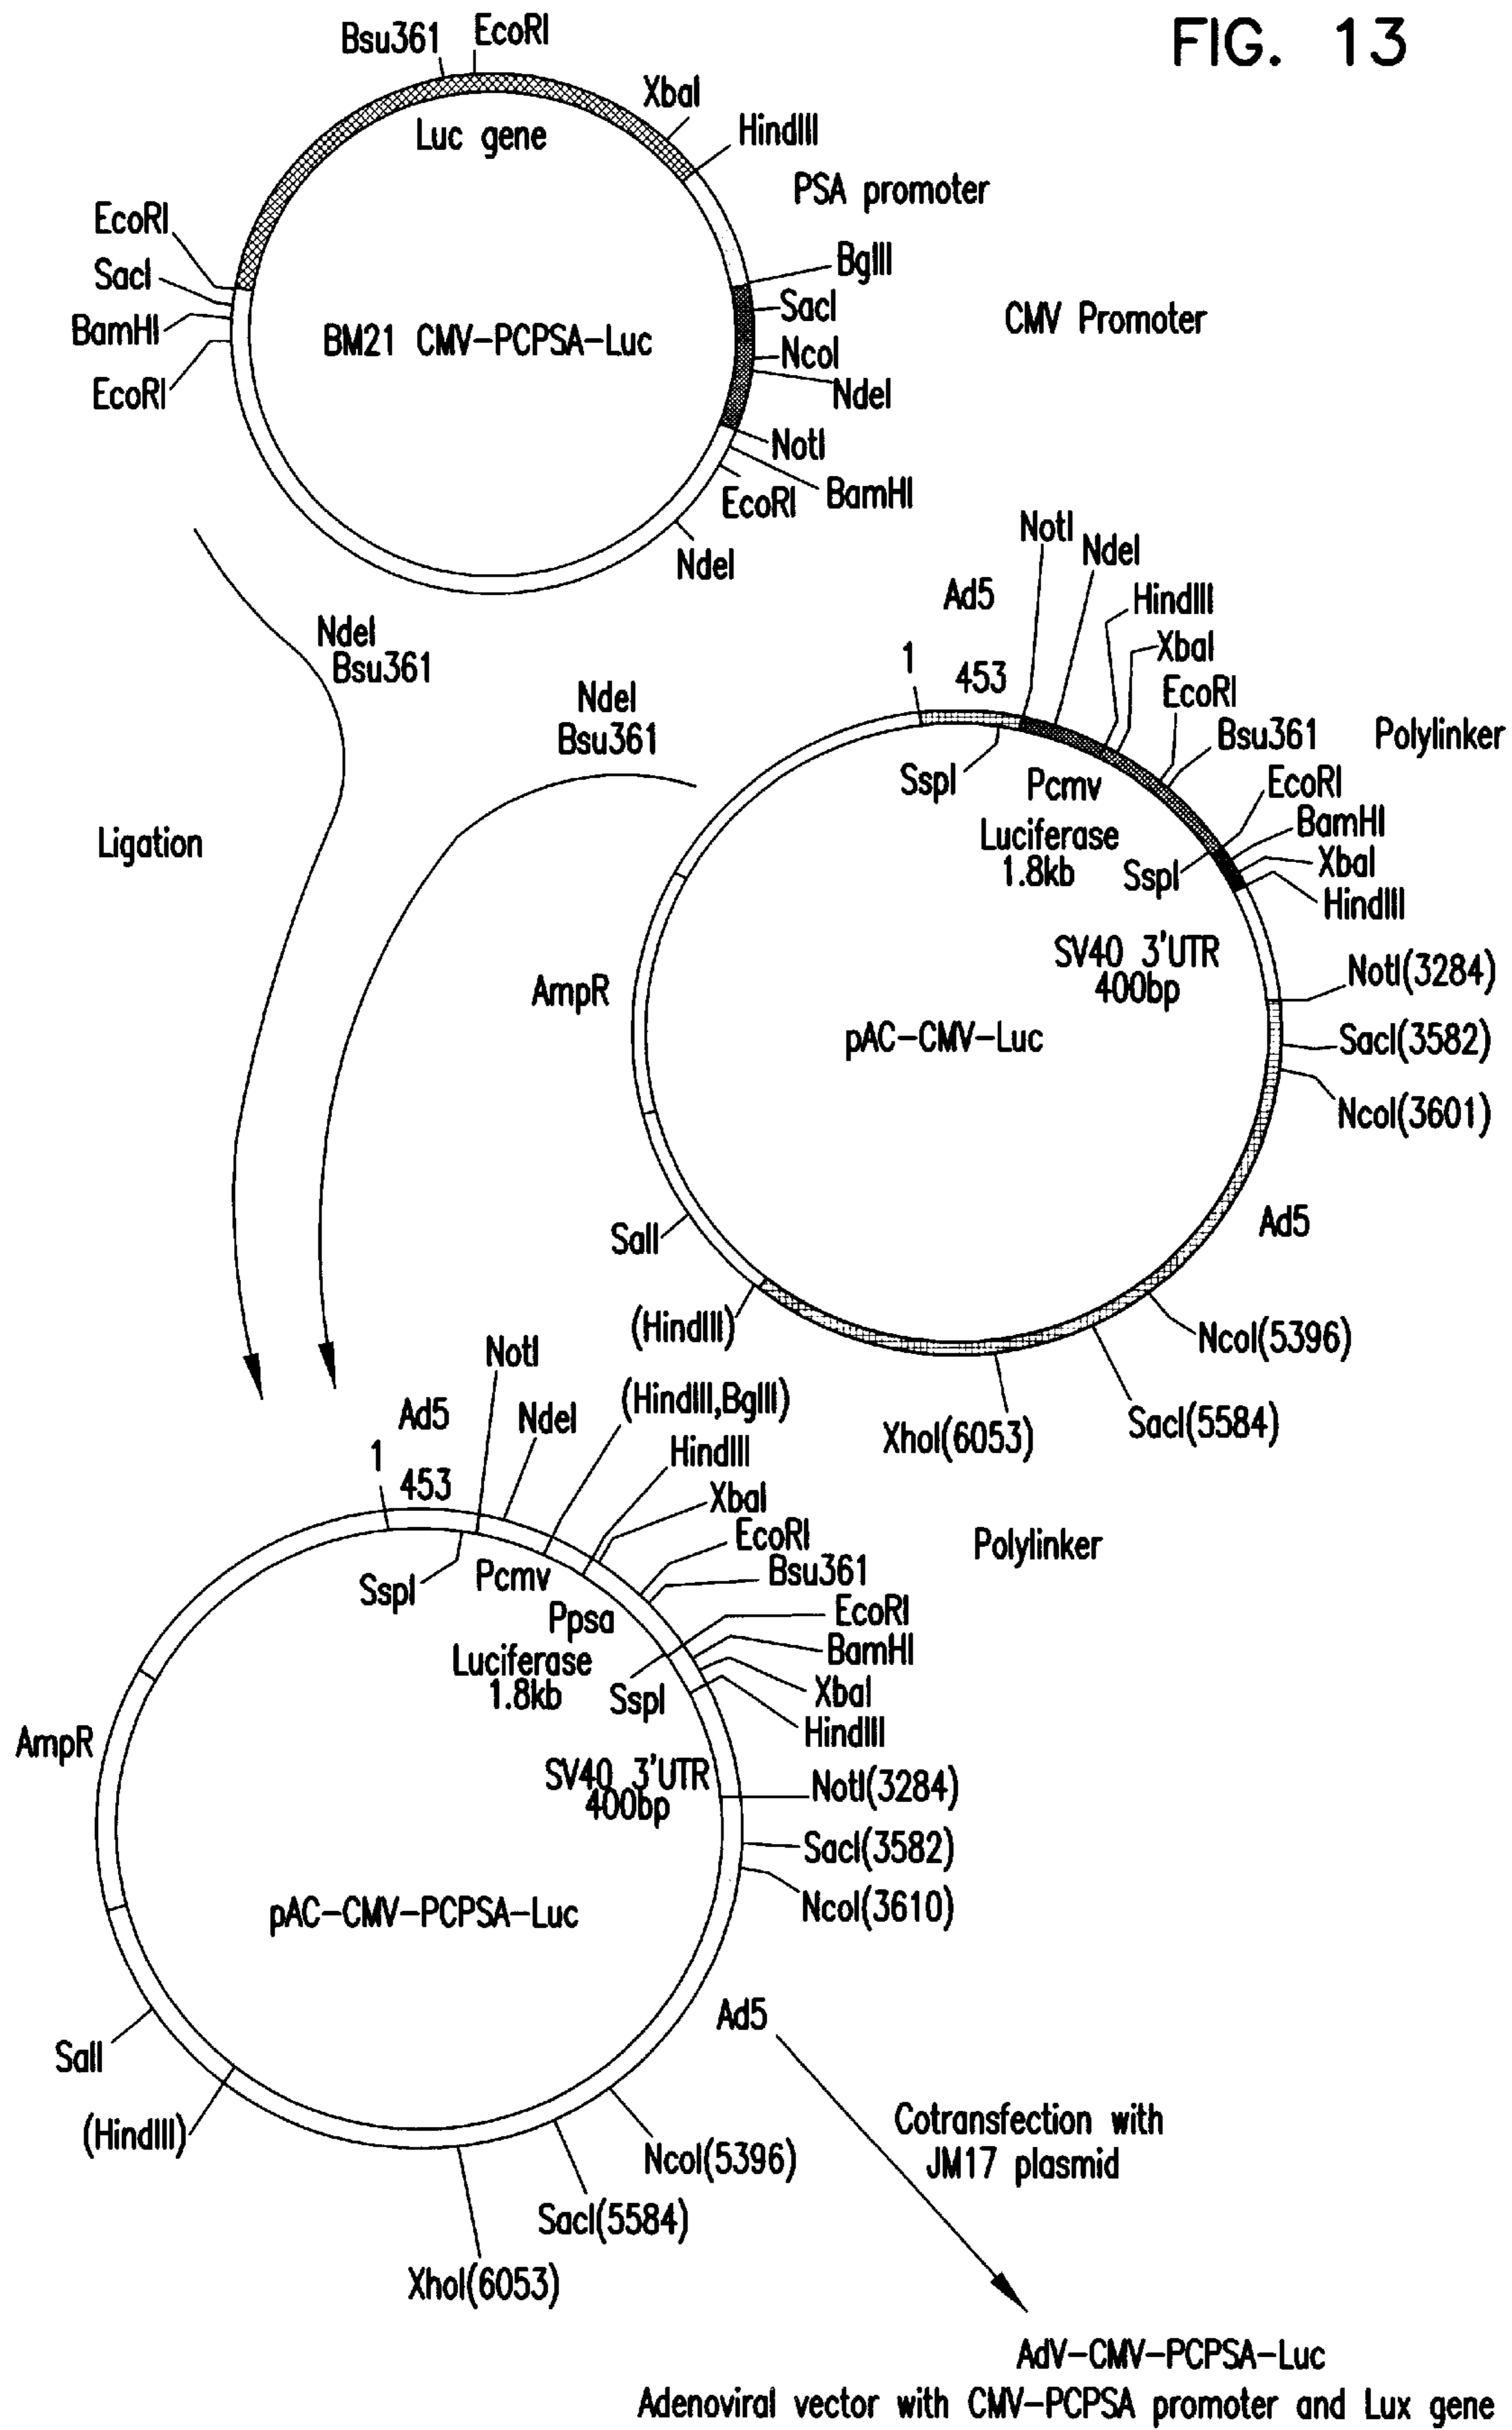 FIG. 13
Bsu361
EcoRI
XbaI
HindIII
Luc gene
PSA promoter
EcoRI
SacI
BamHI
EcoRI
BglII
SacI
NcoI
NdeI
CMV Promoter
BM21 CMV-PCPSA-Luc
NotI
BamHI
EcoRI
NdeI
NdeI
Bsu361
NdeI
Bsu361
Ligation
Ad5
1
453
NotI
NdeI
HindIII
XbaI
EcoRI
Bsu361
Polylinker
EcoRI
BamHI
XbaI
HindIII
SspI
Pcmv
Luciferase
1.8kb
SspI
SV40 3'UTR
400bp
NotI(3284)
SacI(3582)
NcoI(3601)
AmpR
pAC-CMV-Luc
Ad5
SalI
(HindIII)
NcoI(5396)
SacI(5584)
XhoI(6053)
Ad5
1
453
NotI
NdeI
(HindIII,BglII)
HindIII
XbaI
EcoRI
Bsu361
Polylinker
EcoRI
BamHI
XbaI
HindIII
SspI
Pcmv
Ppsa
Luciferase
1.8kb
SspI
AmpR
SV40 3'UTR
400bp
NotI(3284)
SacI(3582)
NcoI(3610)
pAC-CMV-PCPSA-Luc
Ad5
SalI
(HindIII)
NcoI(5396)
SacI(5584)
XhoI(6053)
Cotransfection with
JM17 plasmid
AdV-CMV-PCPSA-Luc
Adenoviral vector with CMV-PCPSA promoter and Lux gene